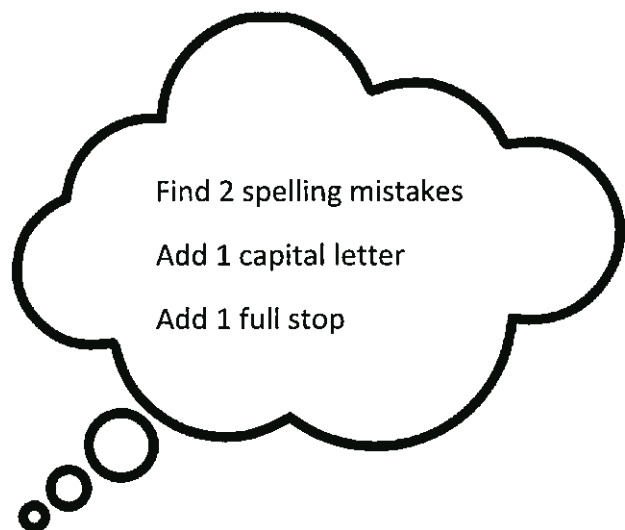 Find 2 spelling mistakes
Add 1 capital letter
Add 1 full stop